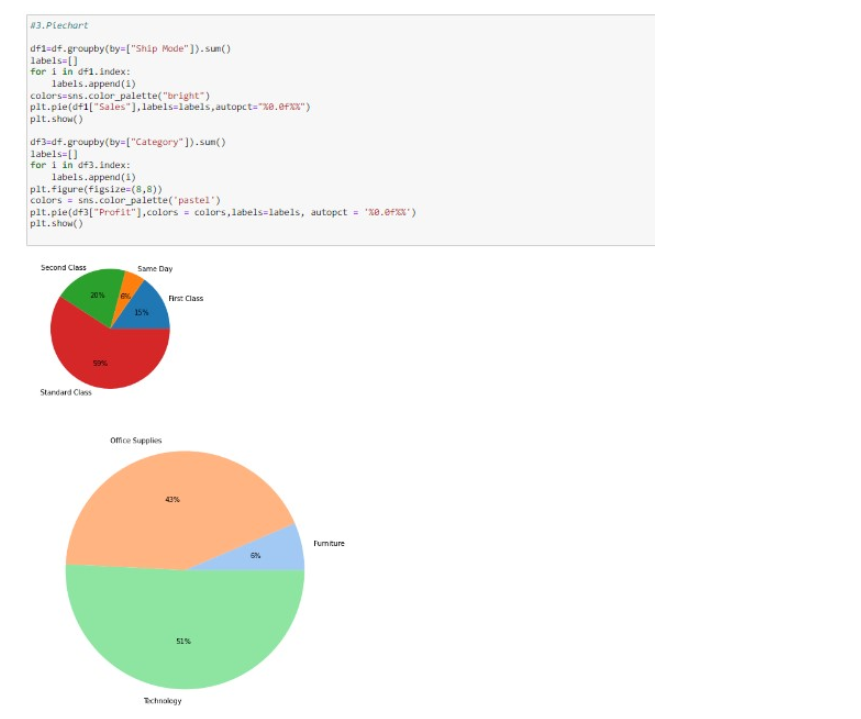 #3.Piechart
df1=df.groupby(by=["Ship Mode"]).sum()
labels=[]
for i in df1.index:
    labels.append(i)
colors=sns.color_palette("bright")
plt.pie(df1["Sales"],labels=labels,autopct="%0.0f%%")
plt.show()
df3=df.groupby(by=["Category"]).sum()
labels=[]
for i in df3.index:
    labels.append(i)
plt.figure(figsize=(8,8))
colors = sns.color_palette('pastel')
plt.pie(df3["Profit"],colors = colors,labels=labels, autopct = '%0.0f%%')
plt.show()
Second Class
Same Day
20%
6%
First Class
15%
59%
Standard Class
Office Supplies
43%
Furniture
6%
51%
Technology